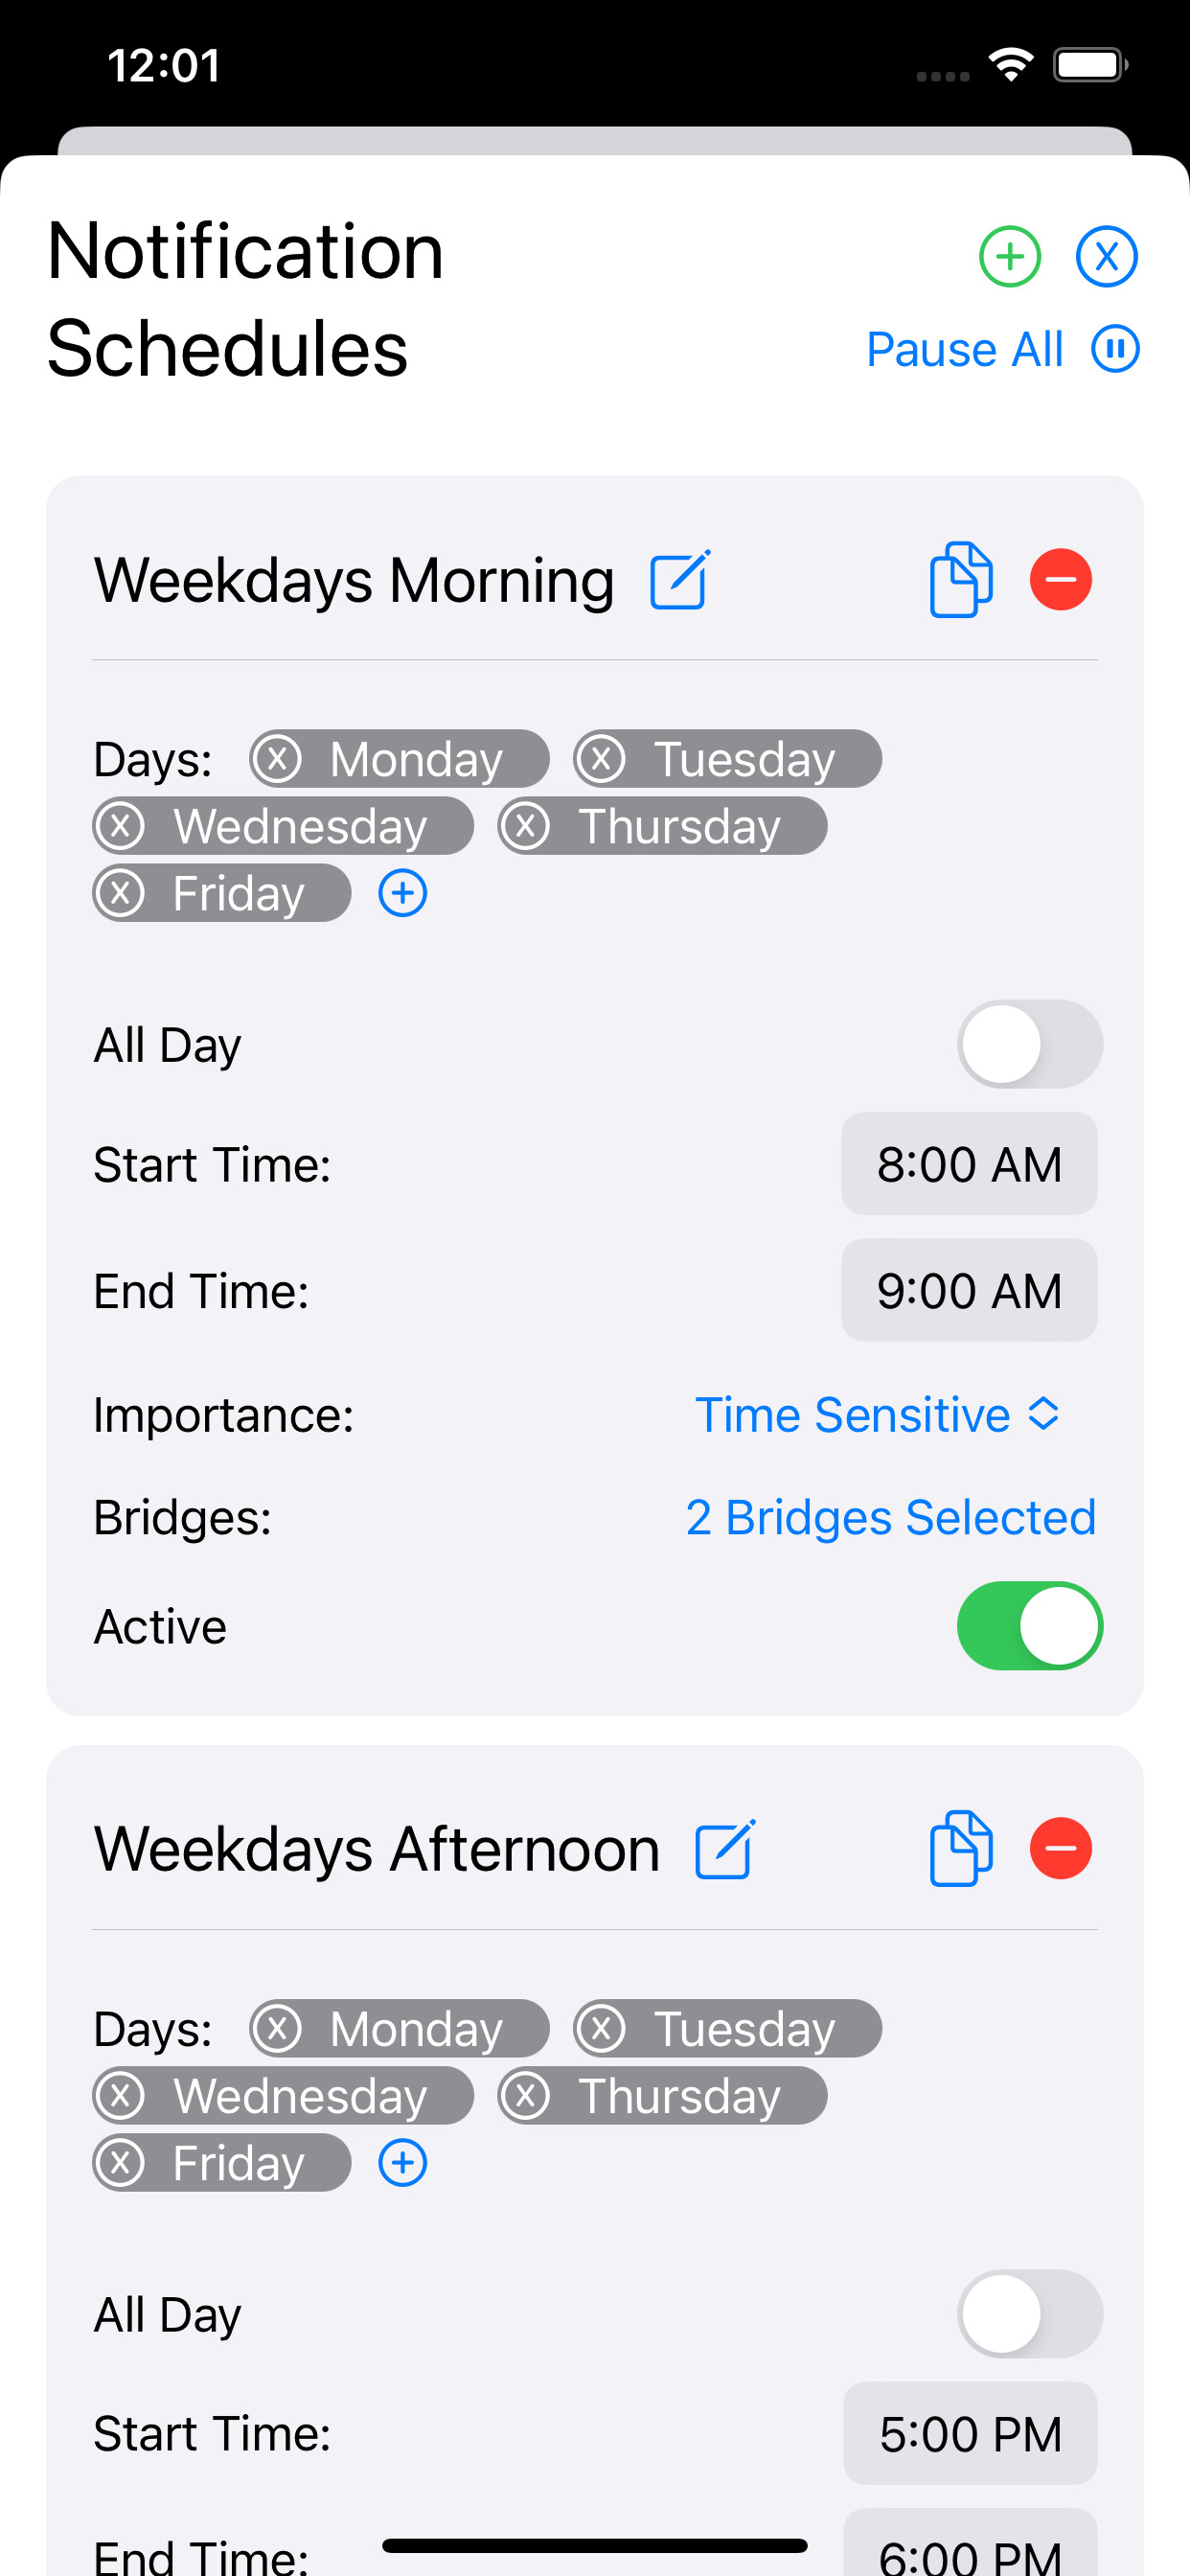 12:01
Notification
Schedules
Pause All
Weekdays Morning
Days: Monday Tuesday
Wednesday Thursday
Friday
All Day
Start Time: 8:00 AM
End Time: 9:00 AM
Importance: Time Sensitive
Bridges: 2 Bridges Selected
Active
Weekdays Afternoon
Days: Monday Tuesday
Wednesday Thursday
Friday
All Day
Start Time: 5:00 PM
End Time: 6:00 PM